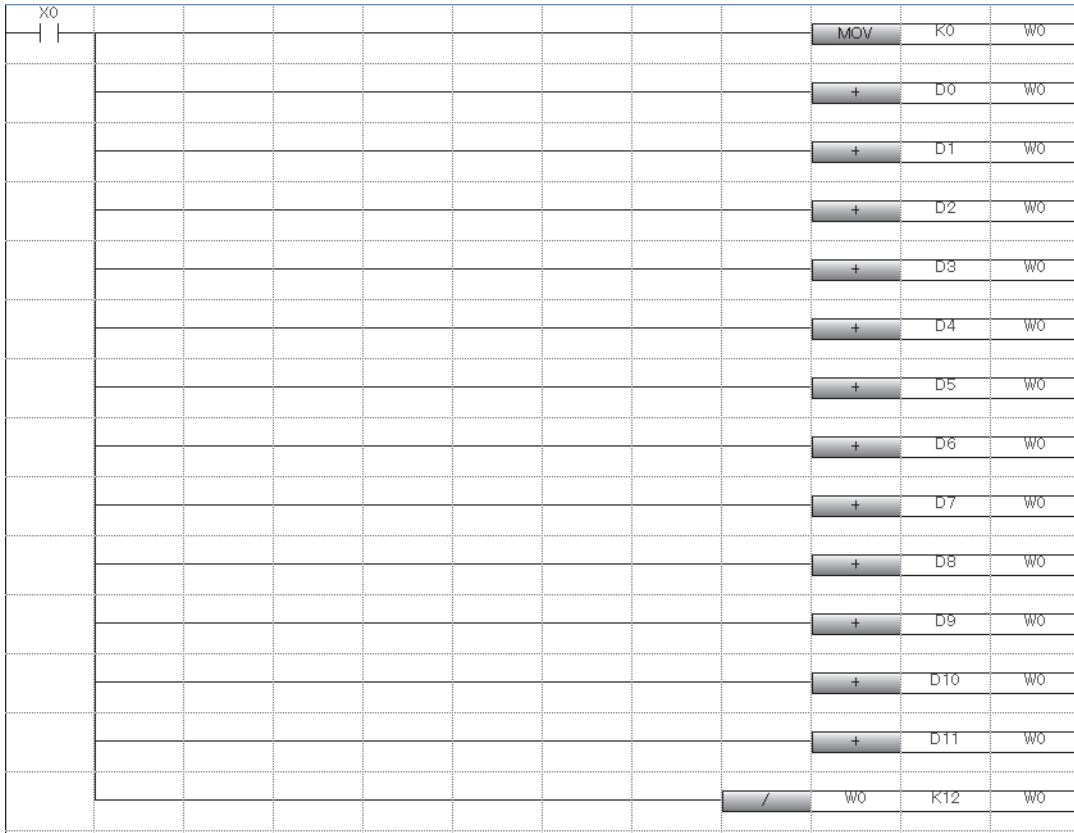 X0
MOV K0 W0
+ D0 W0
+ D1 W0
+ D2 W0
+ D3 W0
+ D4 W0
+ D5 W0
+ D6 W0
+ D7 W0
+ D8 W0
+ D9 W0
+ D10 W0
+ D11 W0
/ W0 K12 W0